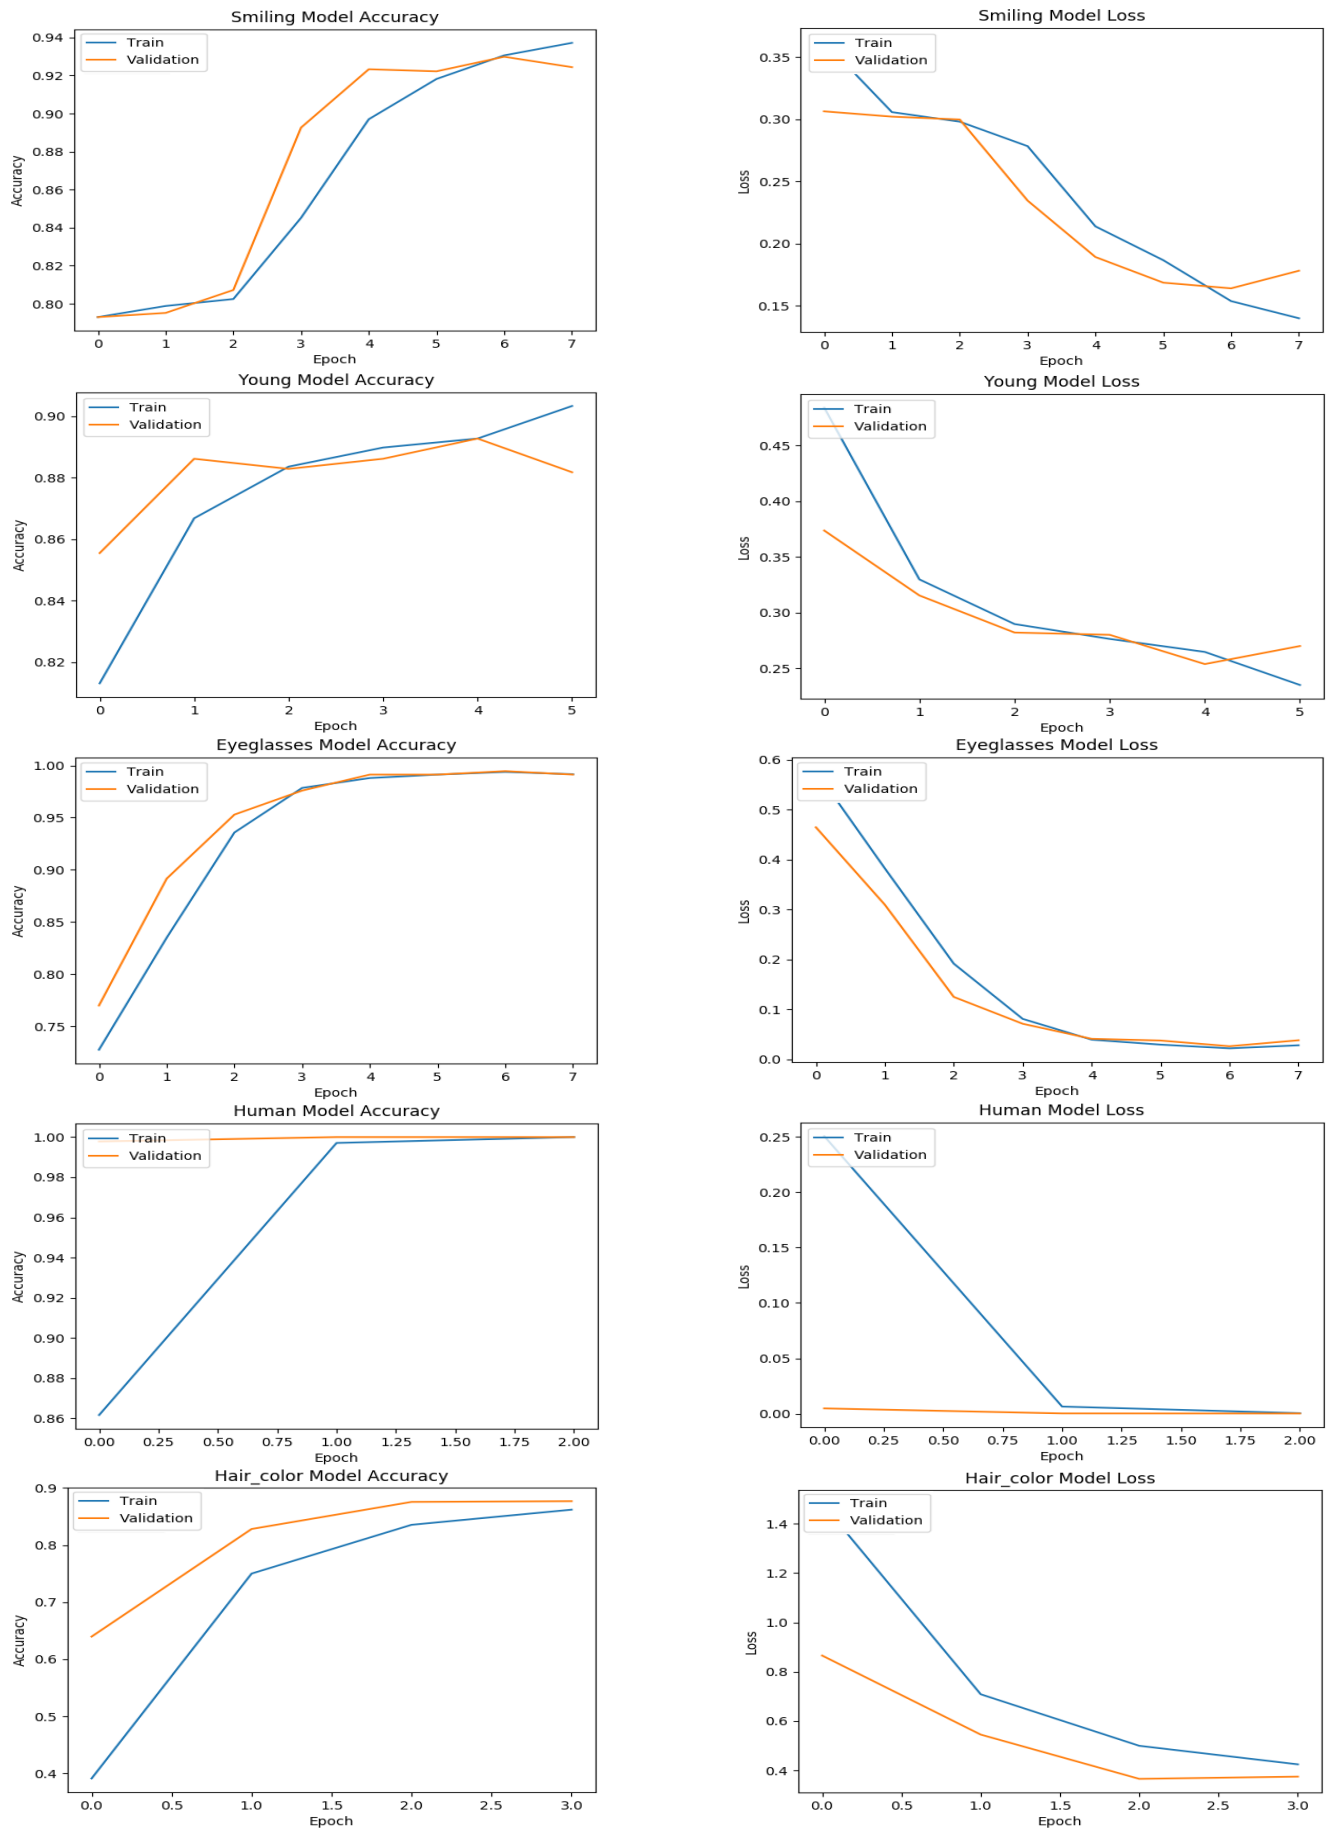 Smiling Model Accuracy
Train
Validation
0.94
0.92
0.90
0.88
0.86
0.84
0.82
0.80
Accuracy
0 1 2 3 4 5 6 7
Epoch
Smiling Model Loss
Train
Validation
0.35
0.30
0.25
0.20
0.15
Loss
0 1 2 3 4 5 6 7
Epoch
Young Model Accuracy
Train
Validation
0.90
0.88
0.86
0.84
0.82
Accuracy
0 1 2 3 4 5
Epoch
Young Model Loss
Train
Validation
0.45
0.40
0.35
0.30
0.25
Loss
0 1 2 3 4 5
Epoch
Eyeglasses Model Accuracy
Train
Validation
1.00
0.95
0.90
0.85
0.80
0.75
Accuracy
0 1 2 3 4 5 6 7
Epoch
Eyeglasses Model Loss
Train
Validation
0.6
0.5
0.4
0.3
0.2
0.1
0.0
Loss
0 1 2 3 4 5 6 7
Epoch
Human Model Accuracy
Train
Validation
1.00
0.98
0.96
0.94
0.92
0.90
0.88
0.86
Accuracy
0.00 0.25 0.50 0.75 1.00 1.25 1.50 1.75 2.00
Epoch
Human Model Loss
Train
Validation
0.25
0.20
0.15
0.10
0.05
0.00
Loss
0.00 0.25 0.50 0.75 1.00 1.25 1.50 1.75 2.00
Epoch
Hair_color Model Accuracy
Train
Validation
0.9
0.8
0.7
0.6
0.5
0.4
Accuracy
0.0 0.5 1.0 1.5 2.0 2.5 3.0
Epoch
Hair_color Model Loss
Train
Validation
1.4
1.2
1.0
0.8
0.6
0.4
Loss
0.0 0.5 1.0 1.5 2.0 2.5 3.0
Epoch